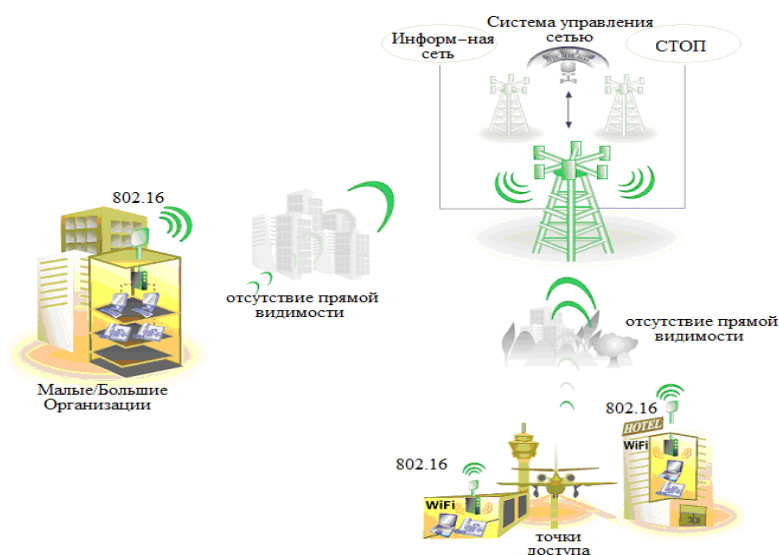 Система управления
сетью
Информ-ная
сеть
СТОП
802.16
отсутствие прямой
видимости
отсутствие прямой
видимости
Малые/Большие
Организации
802.16
HOTEL
WiFi
802.16
WiFi
точки
доступа